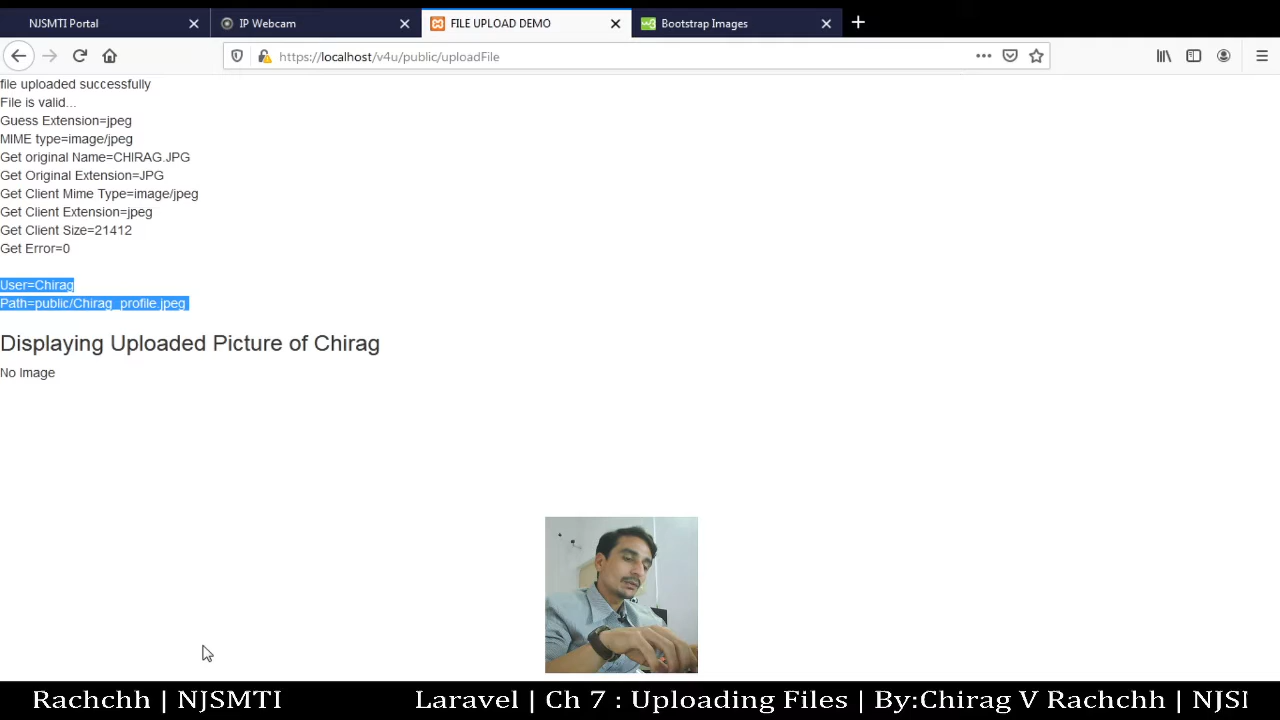 NJSMTI Portal
IP Webcam
FILE UPLOAD DEMO
Bootstrap Images
https://localhost/v4u/public/uploadFile
file uploaded successfully
File is valid...
Guess Extension=jpeg
MIME type=image/jpeg
Get original Name=CHIRAG.JPG
Get Original Extension=JPG
Get Client Mime Type=image/jpeg
Get Client Extension=jpeg
Get Client Size=21412
Get Error=0
User=Chirag
Path=public/Chirag_profile.jpeg
Displaying Uploaded Picture of Chirag
No Image
Rachchh | NJSMTI Laravel | Ch 7 : Uploading Files | By:Chirag V Rachchh | NJSI